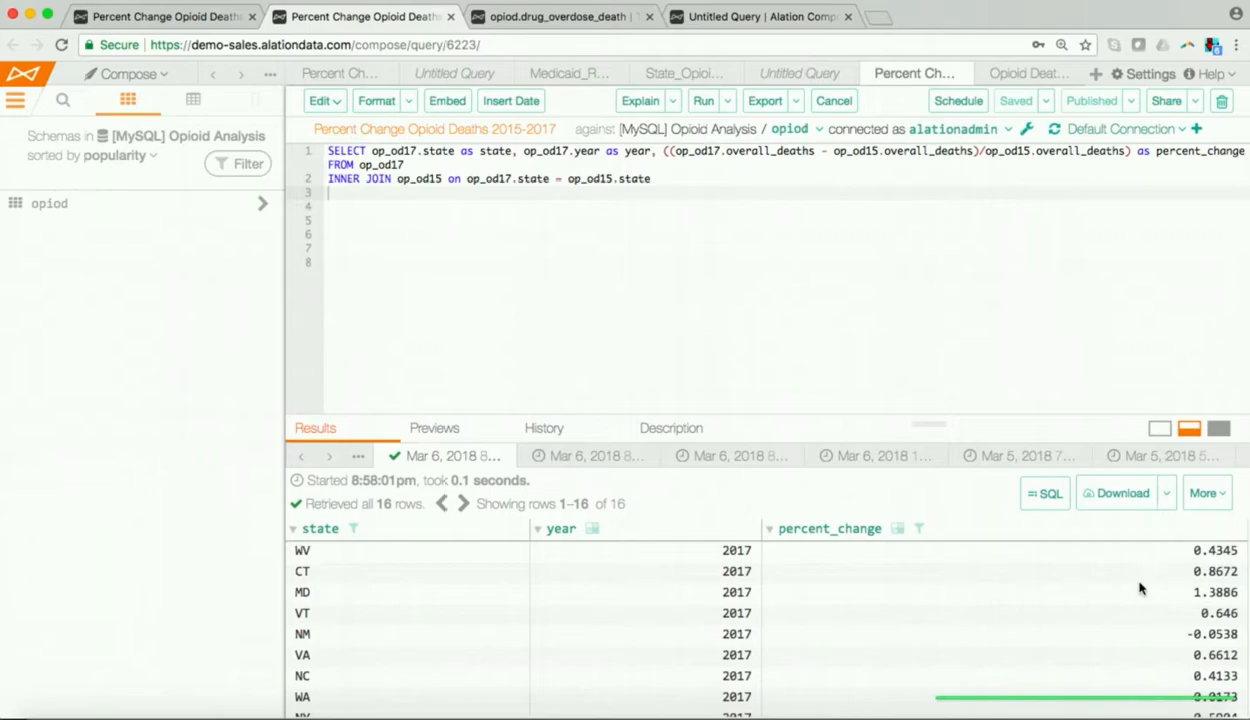 Percent Change Opioid Deaths
Percent Change Opioid Deaths
opiod.drug_overdose_death | T
Untitled Query | Alation Comp
Secure | https://demo-sales.alationdata.com/compose/query/6223/
Compose
Percent Ch...
Untitled Query
Medicaid_R...
State_Opioi...
Untitled Query
Percent Ch...
Opioid Deat...
Settings
Help
Edit
Format
Embed
Insert Date
Explain
Run
Export
Cancel
Schedule
Saved
Published
Share
Schemas in [MySQL] Opioid Analysis
sorted by popularity
Filter
opiod
Percent Change Opioid Deaths 2015-2017 against [MySQL] Opioid Analysis / opiod connected as alationadmin Default Connection
1 SELECT op_od17.state as state, op_od17.year as year, ((op_od17.overall_deaths - op_od15.overall_deaths)/op_od15.overall_deaths) as percent_change
FROM op_od17
2 INNER JOIN op_od15 on op_od17.state = op_od15.state
3
4
5
6
7
8
Results
Previews
History
Description
Mar 6, 2018 8...
Mar 6, 2018 8...
Mar 6, 2018 8...
Mar 6, 2018 1...
Mar 5, 2018 7...
Mar 5, 2018 5...
Started 8:58:01pm, took 0.1 seconds.
Retrieved all 16 rows. Showing rows 1–16 of 16
SQL
Download
More
state year percent_change
WV 2017 0.4345
CT 2017 0.8672
MD 2017 1.3886
VT 2017 0.646
NM 2017 -0.0538
VA 2017 0.6612
NC 2017 0.4133
WA 2017